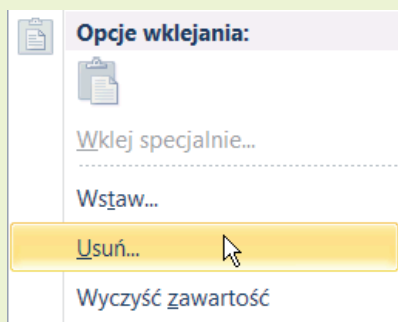 Opcje wklejania:
Wklej specjalnie...
Wstaw...
Usuń...
Wyczyść zawartość